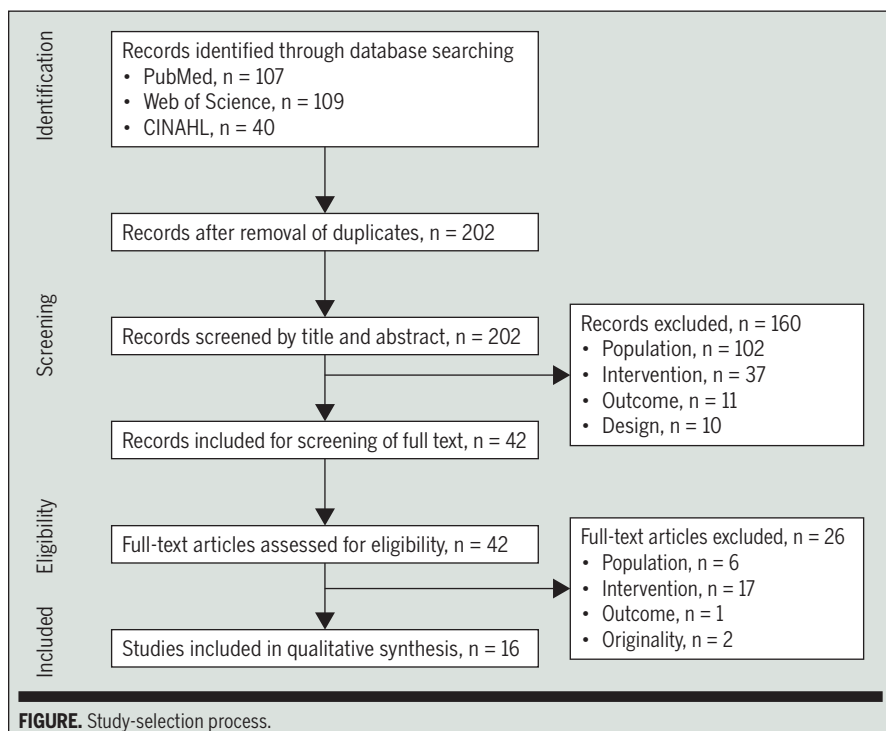 Identification
Records identified through database searching
• PubMed, n = 107
• Web of Science, n = 109
• CINAHL, n = 40
Records after removal of duplicates, n = 202
Screening
Records screened by title and abstract, n = 202
Records excluded, n = 160
• Population, n = 102
• Intervention, n = 37
• Outcome, n = 11
• Design, n = 10
Records included for screening of full text, n = 42
Eligibility
Full-text articles assessed for eligibility, n = 42
Full-text articles excluded, n = 26
• Population, n = 6
• Intervention, n = 17
• Outcome, n = 1
• Originality, n = 2
Included
Studies included in qualitative synthesis, n = 16
FIGURE. Study-selection process.